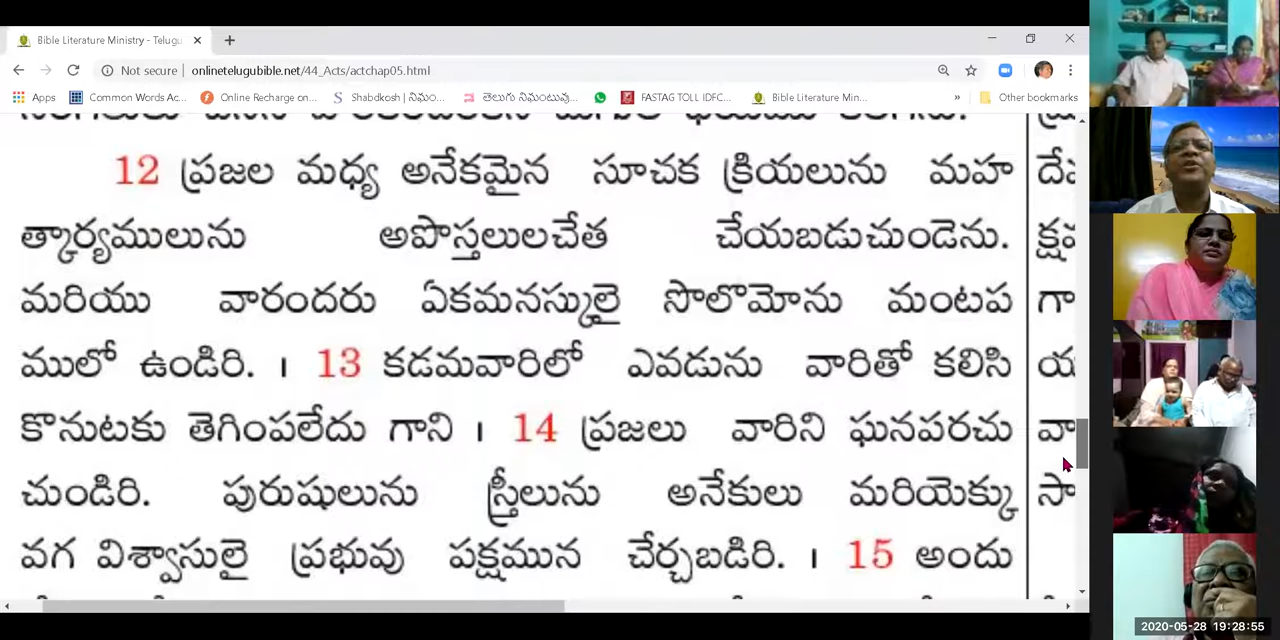 Bible Literature Ministry - Telugu
Not secure | onlinetelugubible.net/44_Acts/actchap05.html
Apps Common Words Ac... Online Recharge on... Shabdkosh | నిఘం... తెలుగు నిఘంటువు... FASTAG TOLL IDFC... Bible Literature Min... » Other bookmarks
12 ప్రజల మధ్య అనేకమైన సూచక క్రియలును మహ
త్కార్యములును అపొస్తలులచేత చేయబడుచుండెను.
మరియు వారందరు ఏకమనస్కులై సొలొమోను మంటప
ములో ఉండిరి. । 13 కడమవారిలో ఎవడును వారితో కలిసి
కొనుటకు తెగింపలేదు గాని । 14 ప్రజలు వారిని ఘనపరచు
చుండిరి. పురుషులును స్త్రీలును అనేకులు మరియెక్కు
వగ విశ్వాసులై ప్రభువు పక్షమున చేర్చబడిరి. । 15 అందు
గా
వా
సా
2020-05-28 19:28:55